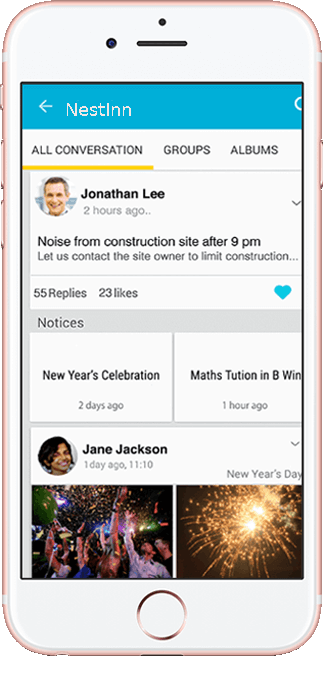 NestInn
ALL CONVERSATION GROUPS ALBUMS
Jonathan Lee
2 hours ago..
Noise from construction site after 9 pm
Let us contact the site owner to limit construction...
55 Replies 23 likes
Notices
New Year's Celebration
2 days ago
Maths Tution in B Win
1 hour ago
Jane Jackson
1day ago, 11:10
New Year's Day